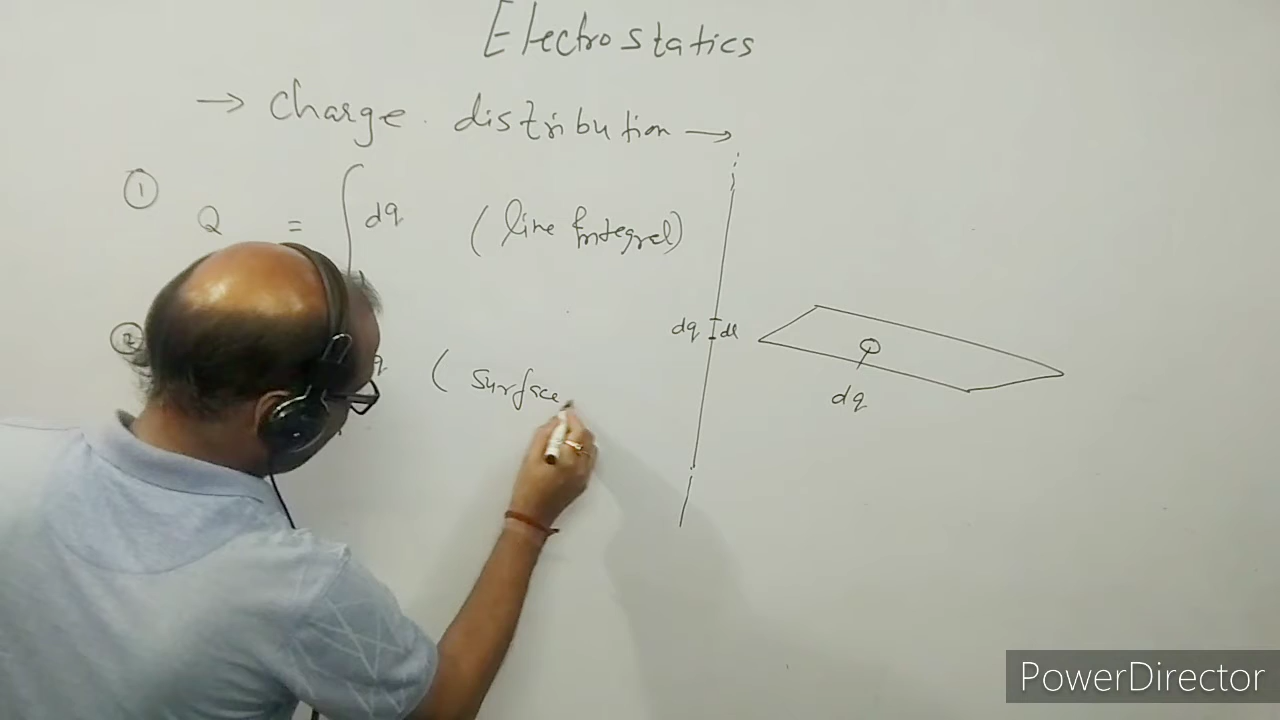 Electrostatics
→ Charge distribution →
① Q = ∫ dq (line Integral)
dq dl
② q ( Surface
dq
PowerDirector